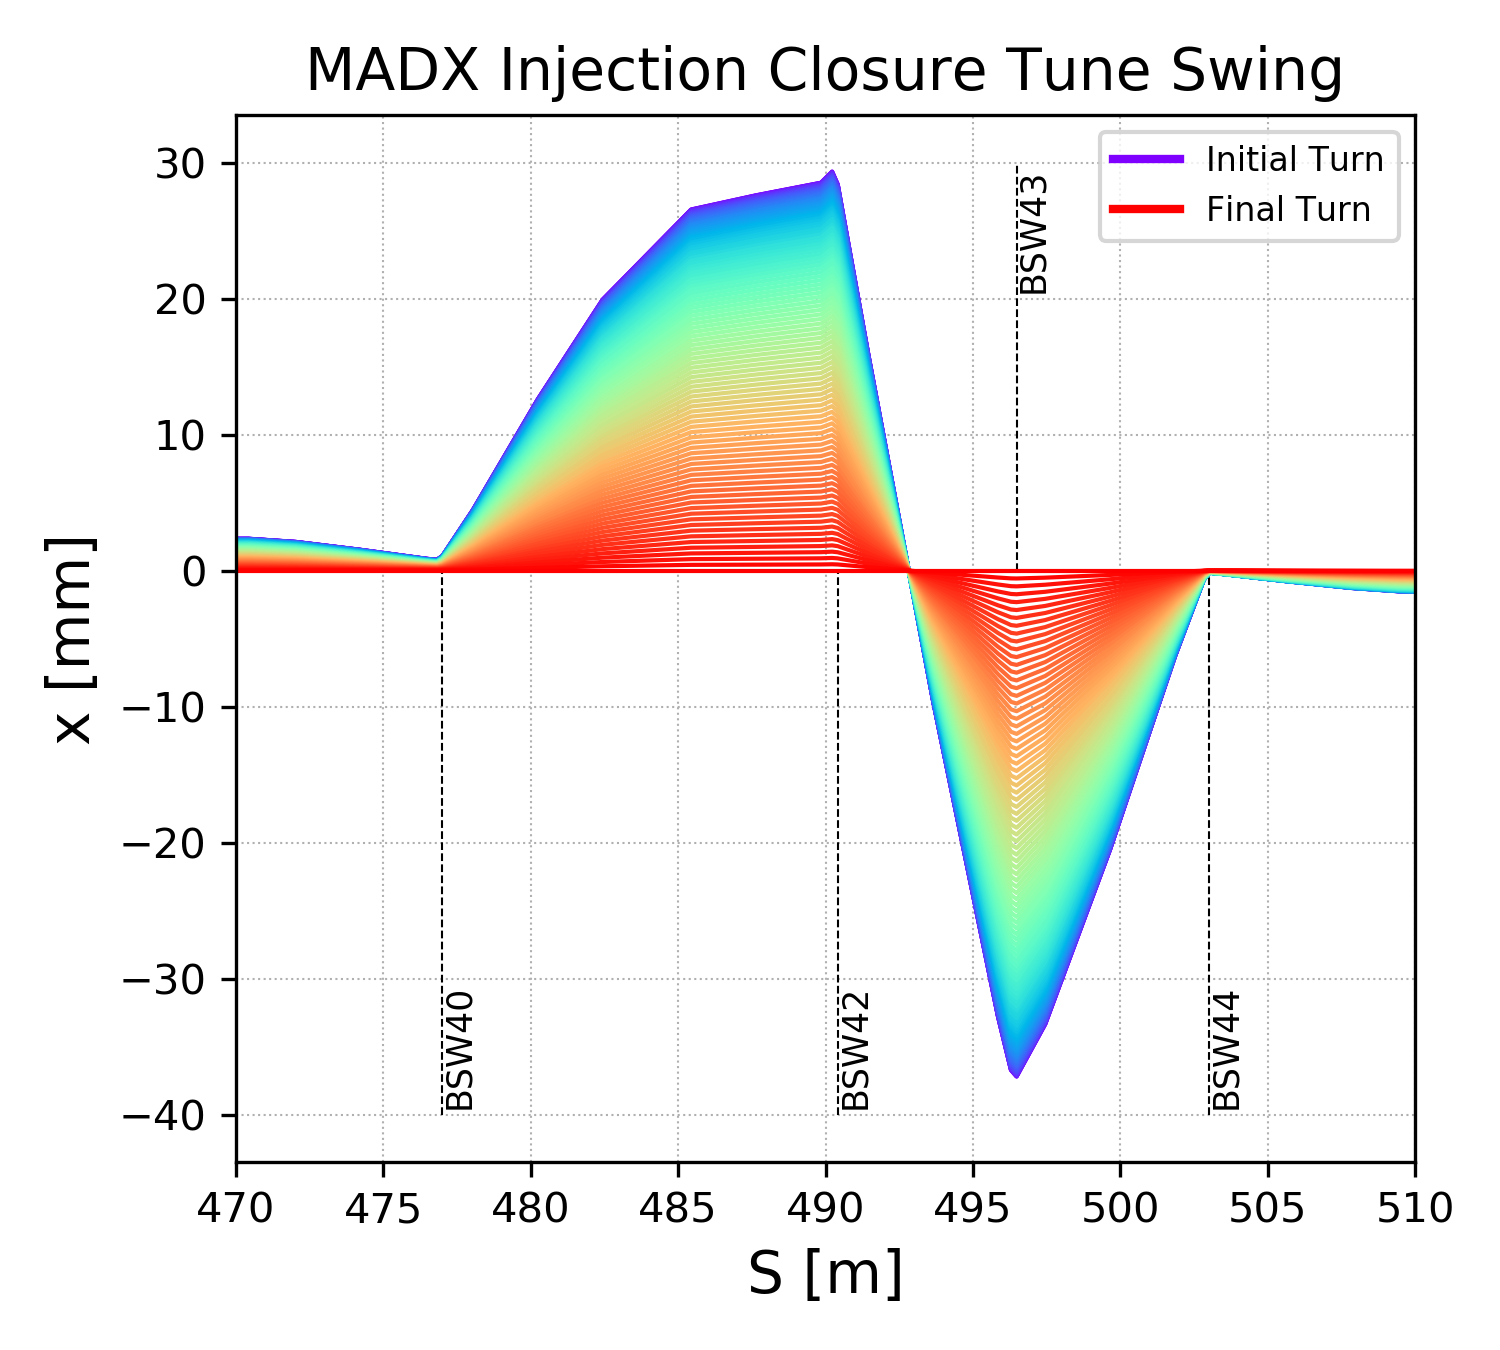 MADX Injection Closure Tune Swing
Initial Turn
Final Turn
BSW43
BSW40
BSW42
BSW44
x [mm]
30
20
10
0
−10
−20
−30
−40
470 475 480 485 490 495 500 505 510
S [m]